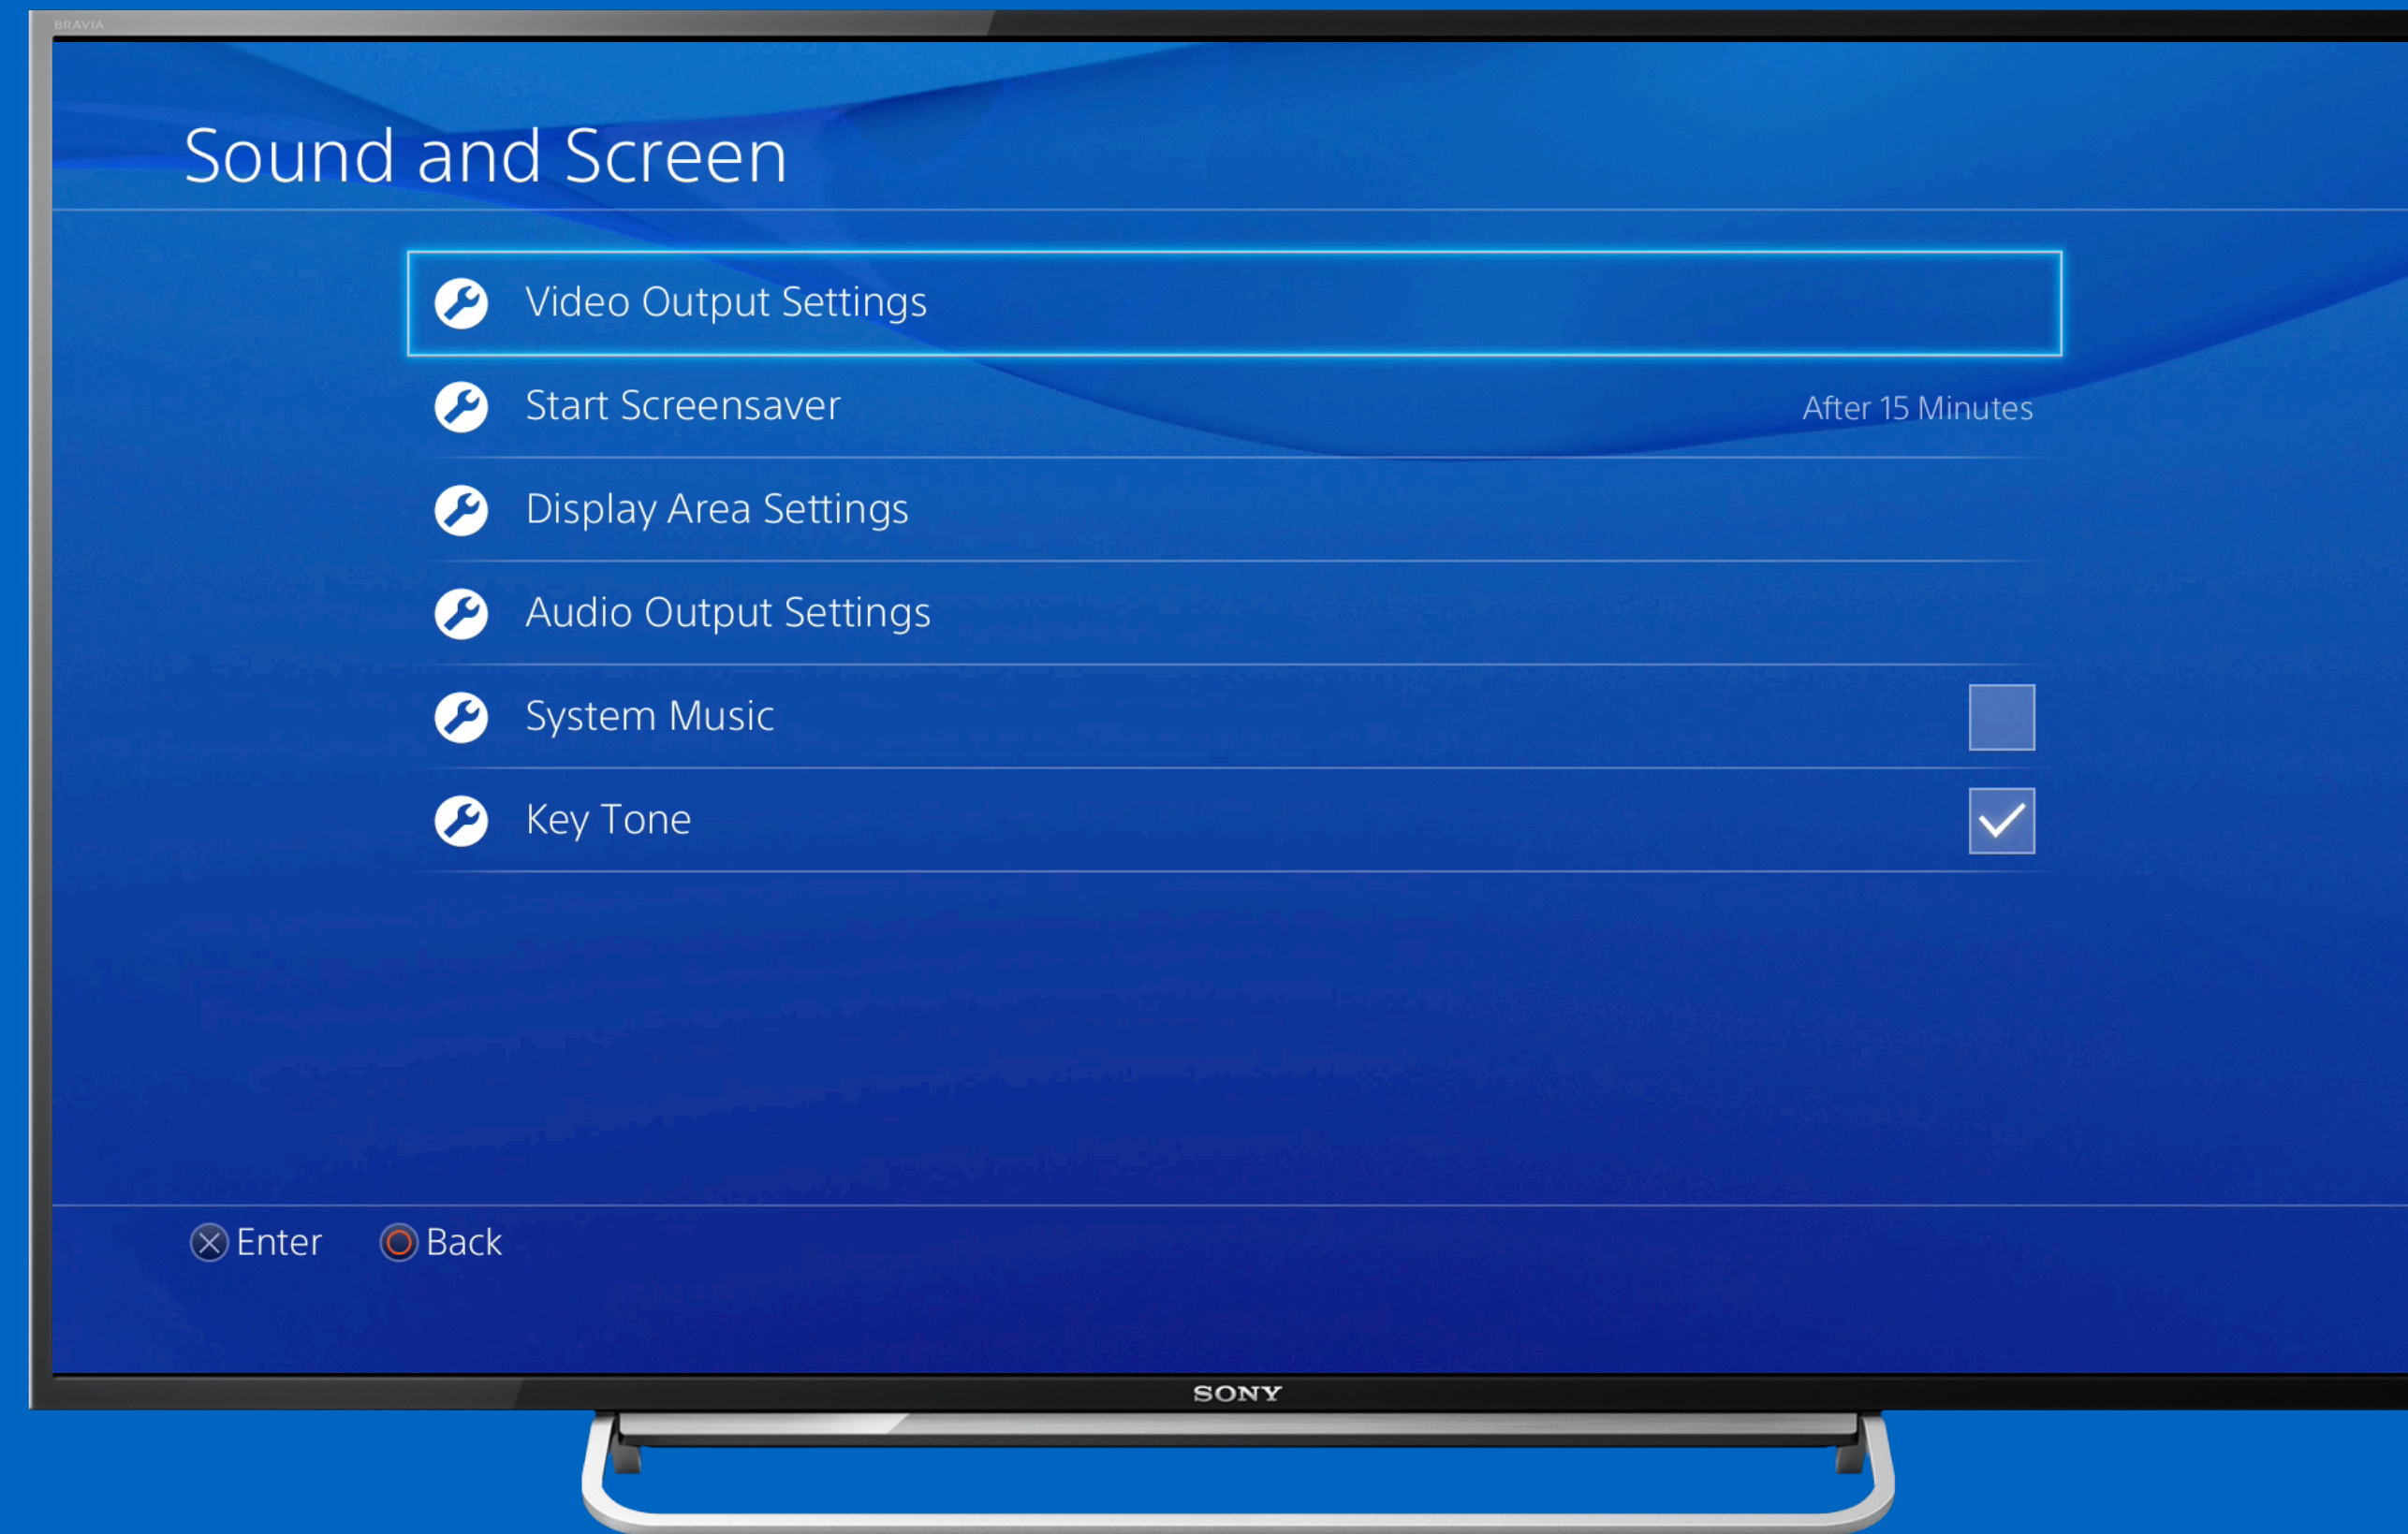 BRAVIA
Sound and Screen
Video Output Settings
Start Screensaver After 15 Minutes
Display Area Settings
Audio Output Settings
System Music
Key Tone
Enter Back
SONY